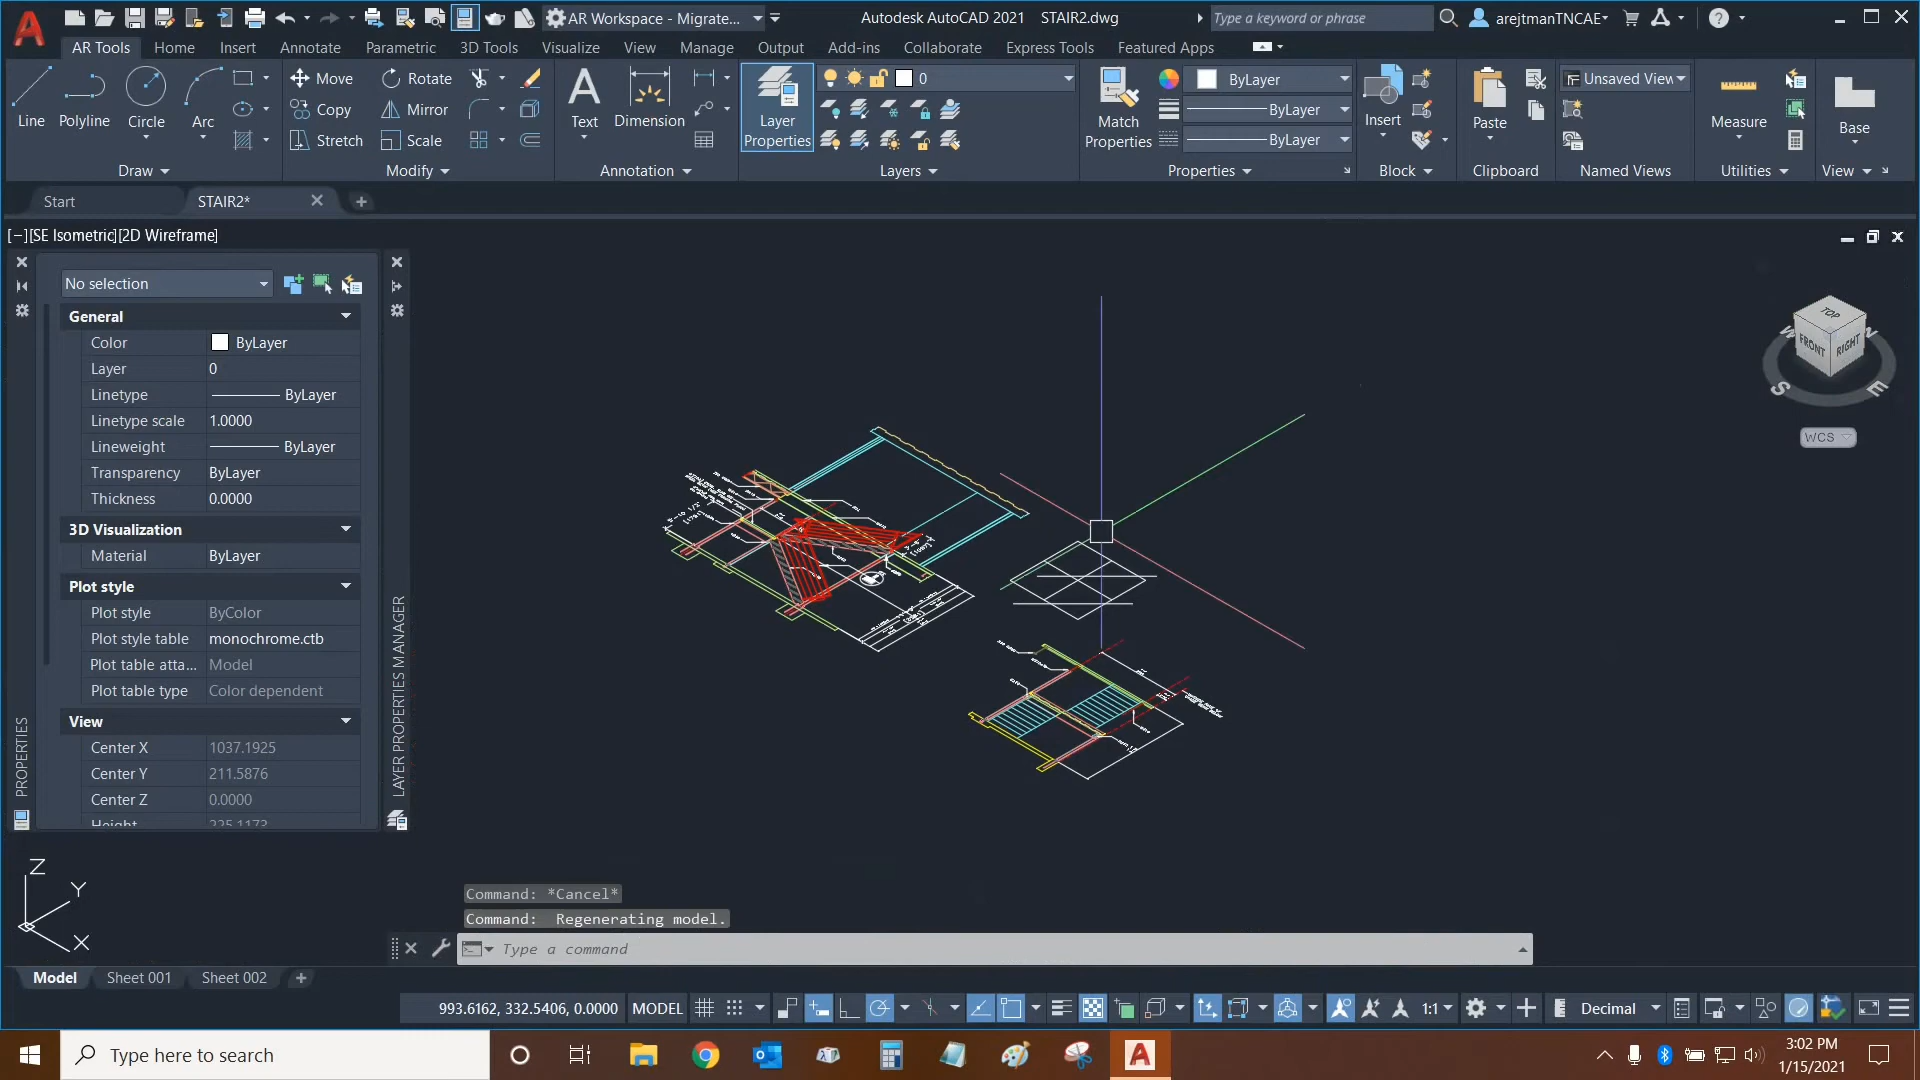 AR Workspace - Migrate...
Autodesk AutoCAD 2021 STAIR2.dwg
Type a keyword or phrase
arejtmanTNCAE
AR Tools Home Insert Annotate Parametric 3D Tools Visualize View Manage Output Add-ins Collaborate Express Tools Featured Apps
Line Polyline Circle Arc
Move Rotate
Copy Mirror
Stretch Scale
Text Dimension
Layer Properties
0
Match Properties
ByLayer
ByLayer
ByLayer
Insert
Paste
Unsaved View
Measure
Base
Draw Modify Annotation Layers Properties Block Clipboard Named Views Utilities View
Start STAIR2*
[−][SE Isometric][2D Wireframe]
No selection
General
Color ByLayer
Layer 0
Linetype ByLayer
Linetype scale 1.0000
Lineweight ByLayer
Transparency ByLayer
Thickness 0.0000
3D Visualization
Material ByLayer
Plot style
Plot style ByColor
Plot style table monochrome.ctb
Plot table atta... Model
Plot table type Color dependent
View
Center X 1037.1925
Center Y 211.5876
Center Z 0.0000
Height 225.1173
PROPERTIES
LAYER PROPERTIES MANAGER
TOP
FRONT RIGHT
W N
S E
WCS
Z
Y
X
Command: *Cancel*
Command: Regenerating model.
Type a command
Model Sheet 001 Sheet 002
993.6162, 332.5406, 0.0000 MODEL 1:1 Decimal
Type here to search
3:02 PM
1/15/2021